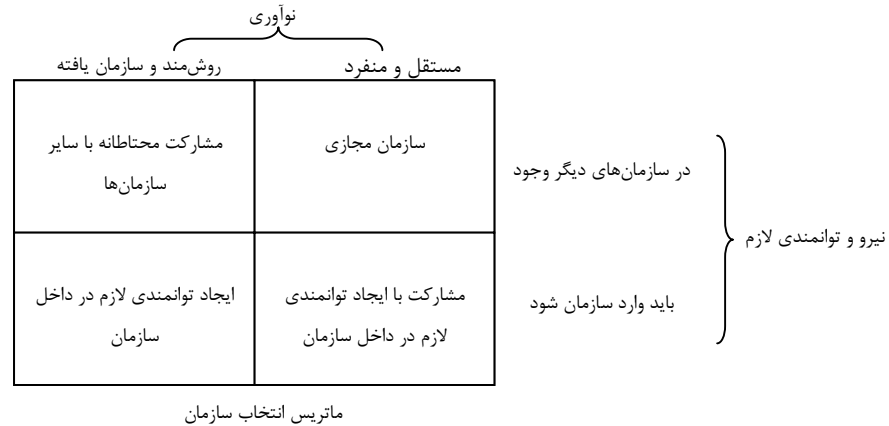 نوآوری
مستقل و منفرد
روش‌مند و سازمان یافته
سازمان مجازی
مشارکت محتاطانه با سایر
سازمان‌ها
در سازمان‌های دیگر وجود
نیرو و توانمندی لازم
باید وارد سازمان شود
مشارکت با ایجاد توانمندی
لازم در داخل سازمان
ایجاد توانمندی لازم در داخل
سازمان
ماتریس انتخاب سازمان